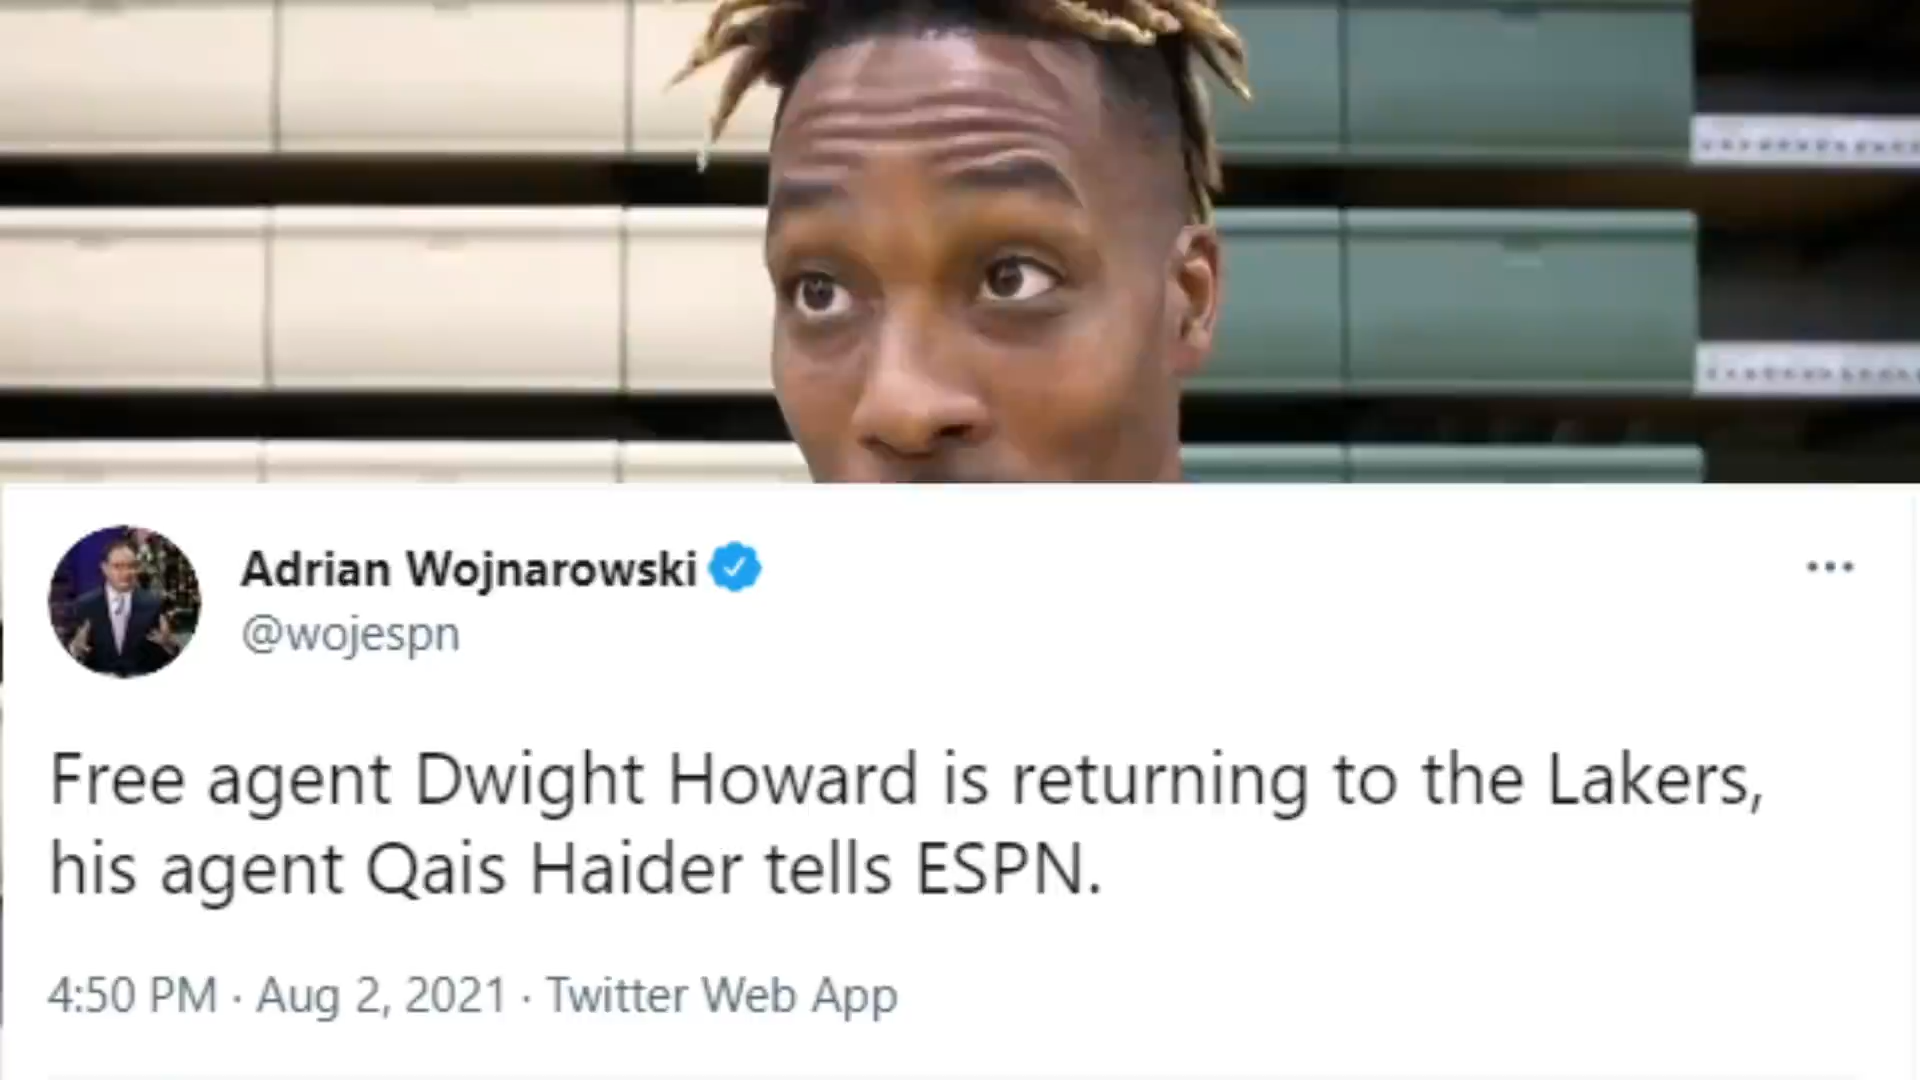 Adrian Wojnarowski
@wojespn
Free agent Dwight Howard is returning to the Lakers,
his agent Qais Haider tells ESPN.
4:50 PM · Aug 2, 2021 · Twitter Web App